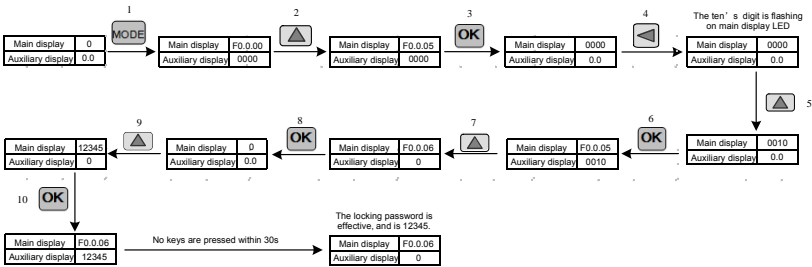 1
2
3
4
The ten's digit is flashing
on main display LED
MODE
OK
Main display 0
Auxiliary display 0.0
Main display F0.0.00
Auxiliary display 0000
Main display F0.0.05
Auxiliary display 0000
Main display 0000
Auxiliary display 0.0
Main display 0000
Auxiliary display 0.0
5
9
8
7
6
OK
OK
Main display 12345
Auxiliary display 0
Main display 0
Auxiliary display 0.0
Main display F0.0.06
Auxiliary display 0
Main display F0.0.05
Auxiliary display 0010
Main display 0010
Auxiliary display 0.0
10 OK
The locking password is
effective, and is 12345.
Main display F0.0.06
Auxiliary display 12345
No keys are pressed within 30s
Main display F0.0.06
Auxiliary display 0